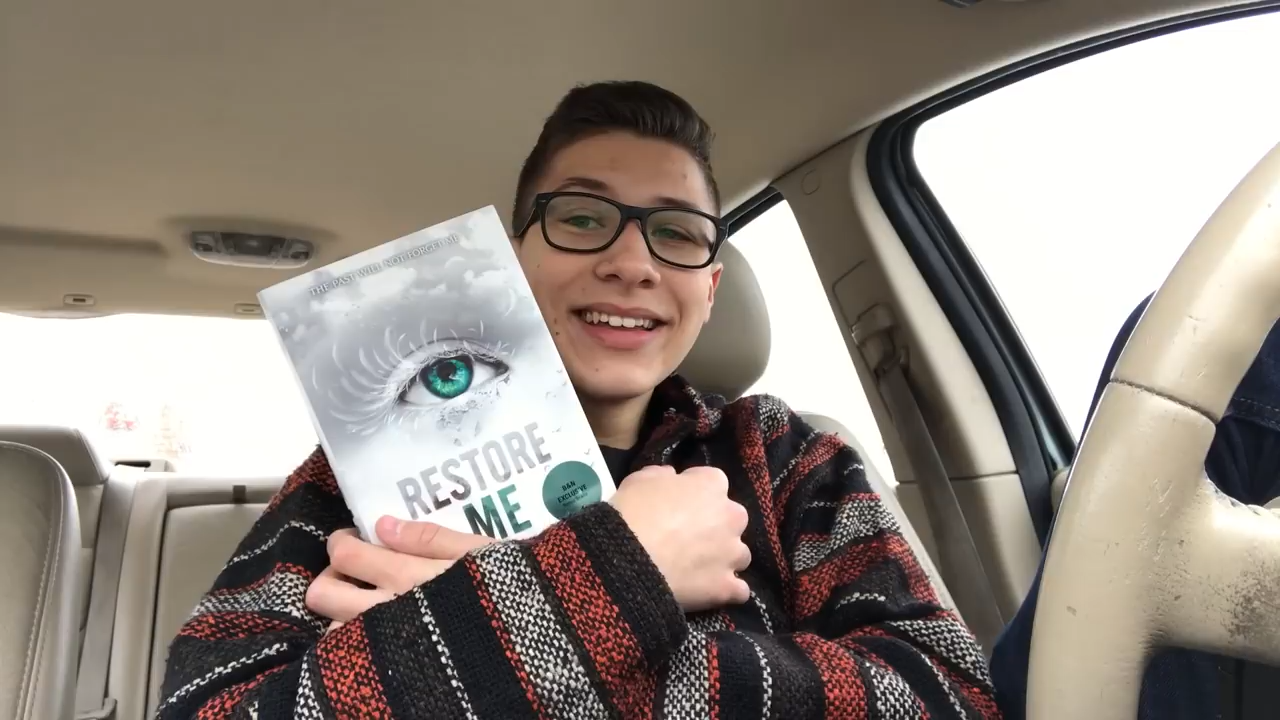 THE PAST WILL NOT FORGET ME
RESTORE
ME
B&N
EXCLUSIVE